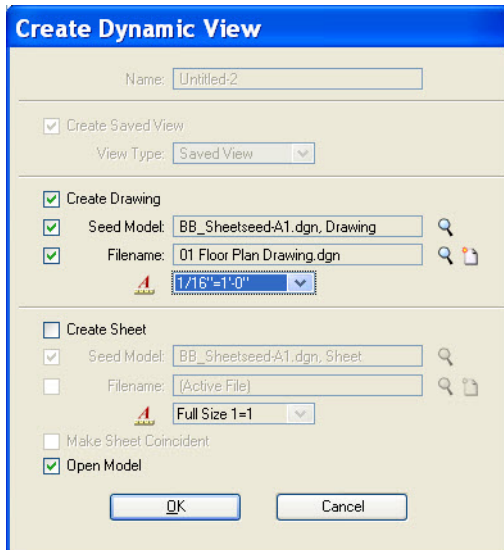 Create Dynamic View
Name: Untitled-2
Create Saved View
View Type: Saved View
Create Drawing
Seed Model: BB_Sheetseed-A1.dgn, Drawing
Filename: 01 Floor Plan Drawing.dgn
1/16"=1'-0"
Create Sheet
Seed Model: BB_Sheetseed-A1.dgn, Sheet
Filename: (Active File)
Full Size 1=1
Make Sheet Coincident
Open Model
OK Cancel